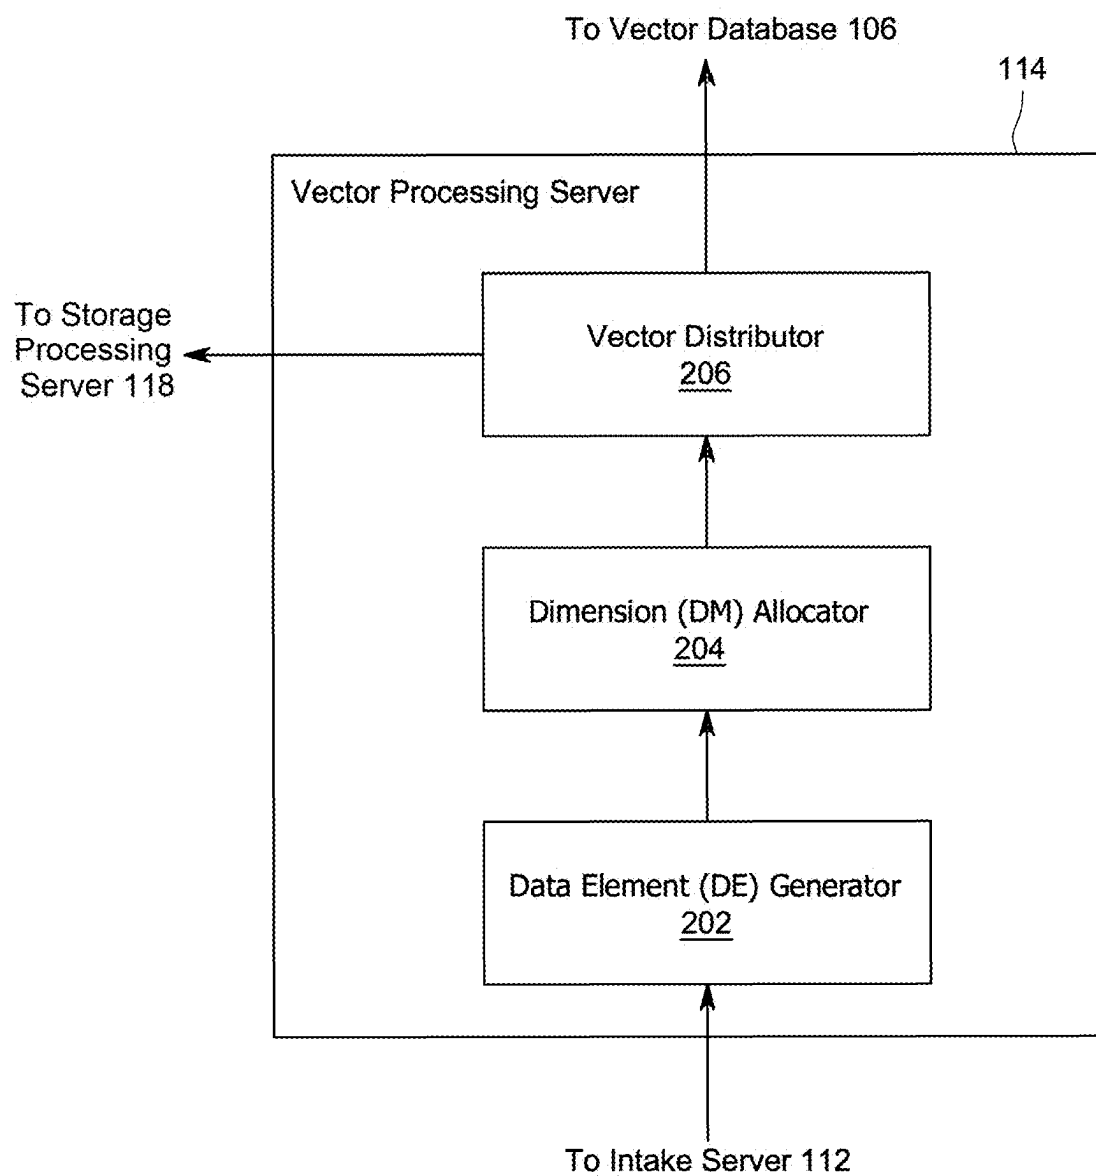 To Vector Database 106
114
Vector Processing Server
To Storage
Processing
Server 118
Vector Distributor
206
Dimension (DM) Allocator
204
Data Element (DE) Generator
202
To Intake Server 112